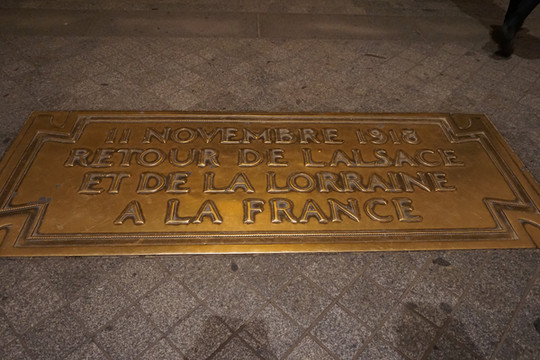 11 NOVEMBRE 1918
RETOUR DE L'ALSACE
ET DE LA LORRAINE
A LA FRANCE